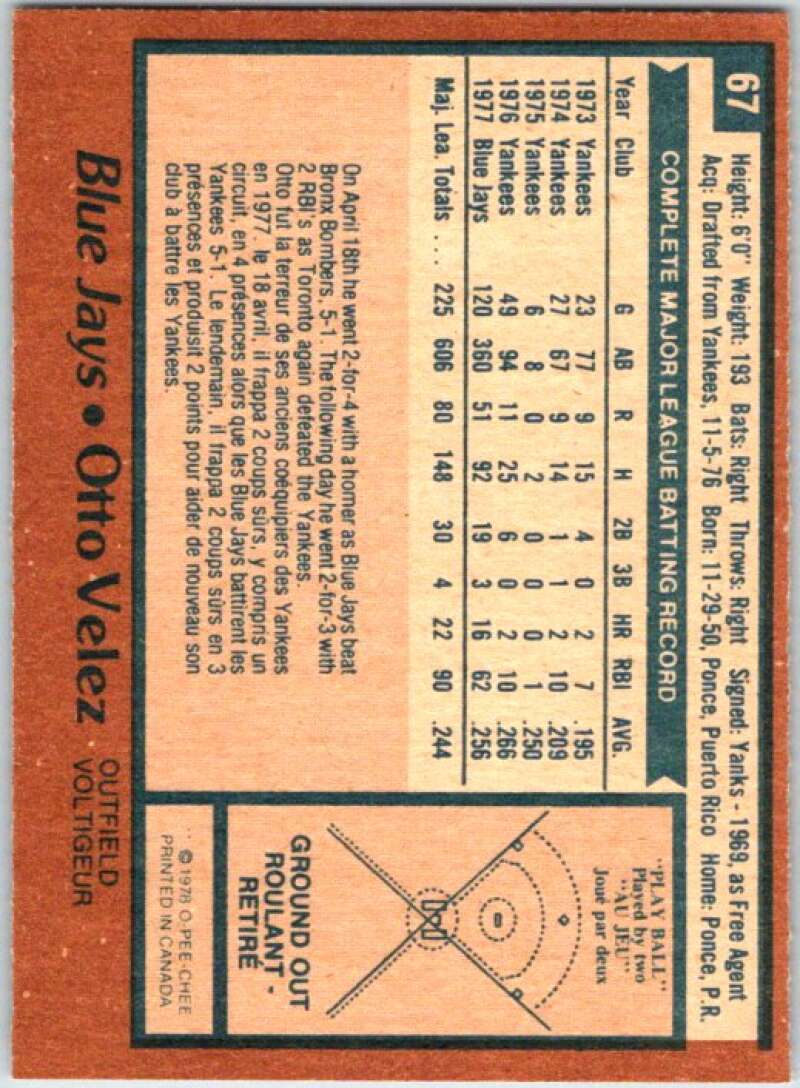 67
Height: 6'0" Weight: 193 Bats: Right Throws: Right Signed: Yanks - 1969, as Free Agent
Acq: Drafted from Yankees, 11-5-76 Born: 11-29-50, Ponce, Puerto Rico Home: Ponce, P.R.
COMPLETE MAJOR LEAGUE BATTING RECORD
Year Club G AB R H 2B 3B HR RBI AVG.
1973 Yankees 23 77 9 15 4 0 2 7 .195
1974 Yankees 27 67 9 14 1 1 2 10 .209
1975 Yankees 6 8 0 2 0 0 0 1 .250
1976 Yankees 49 94 11 25 6 0 2 10 .266
1977 Blue Jays 120 360 51 92 19 3 16 62 .256
Maj. Lea. Totals .... 225 606 80 148 30 4 22 90 .244
On April 18th he went 2-for-4 with a homer as Blue Jays beat
Bronx Bombers, 5-1. The following day he went 2-for-3 with
2 RBI's as Toronto again defeated the Yankees.
Otto fut la terreur de ses anciens coéquipiers des Yankees
en 1977. le 18 avril, il frappa 2 coups sûrs, y compris un
circuit, en 4 présences alors que les Blue Jays battirent les
Yankees 5-1. Le lendemain, il frappa 2 coups sûrs en 3
présences et produisit 2 points pour aider de nouveau son
club à battre les Yankees.
"PLAY BALL"
Played by two
"AU JEU"
Joué par deux
GROUND OUT
ROULANT -
RETIRÉ
© 1978 O-PEE-CHEE
PRINTED IN CANADA
Blue Jays • Otto Velez
OUTFIELD
VOLTIGEUR